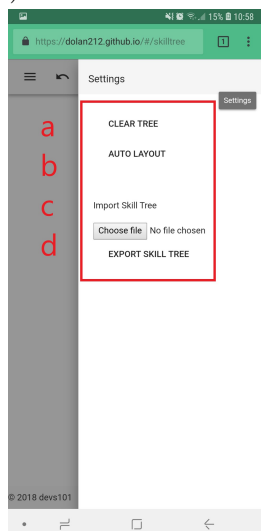 15% 10:58
https://dolan212.github.io/#/skilltree 1
Settings
Settings
a CLEAR TREE
b AUTO LAYOUT
c Import Skill Tree
Choose file No file chosen
d EXPORT SKILL TREE
© 2018 devs101